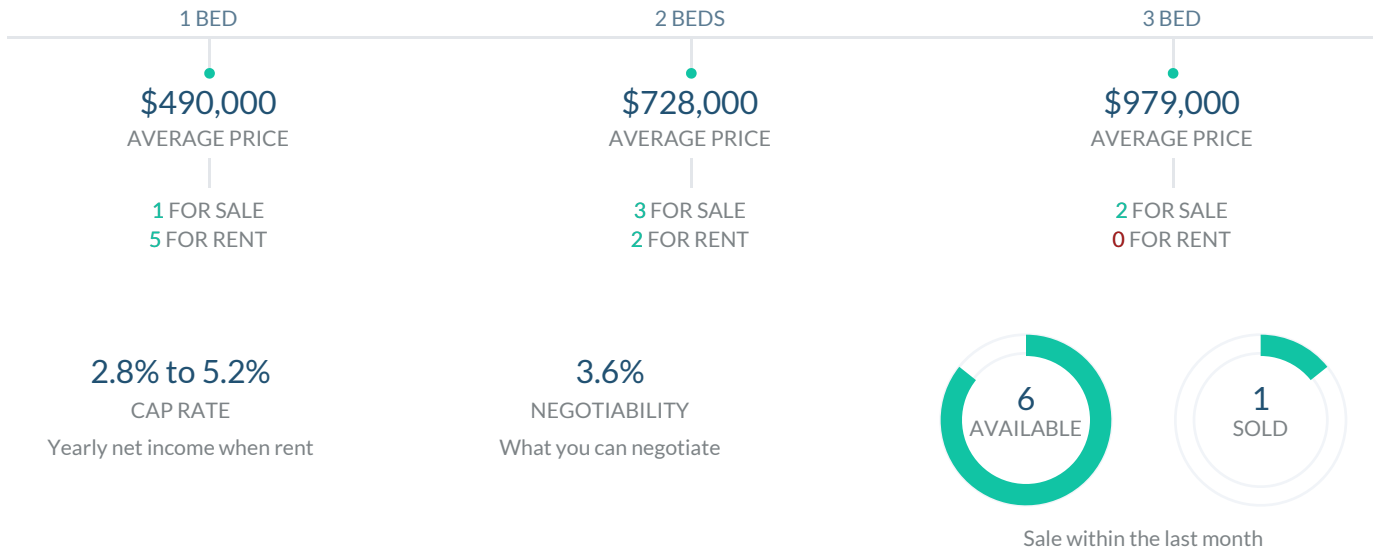 1 BED
2 BEDS
3 BED
$490,000
AVERAGE PRICE
1 FOR SALE
5 FOR RENT
$728,000
AVERAGE PRICE
3 FOR SALE
2 FOR RENT
$979,000
AVERAGE PRICE
2 FOR SALE
0 FOR RENT
2.8% to 5.2%
CAP RATE
Yearly net income when rent
3.6%
NEGOTIABILITY
What you can negotiate
6
AVAILABLE
1
SOLD
Sale within the last month